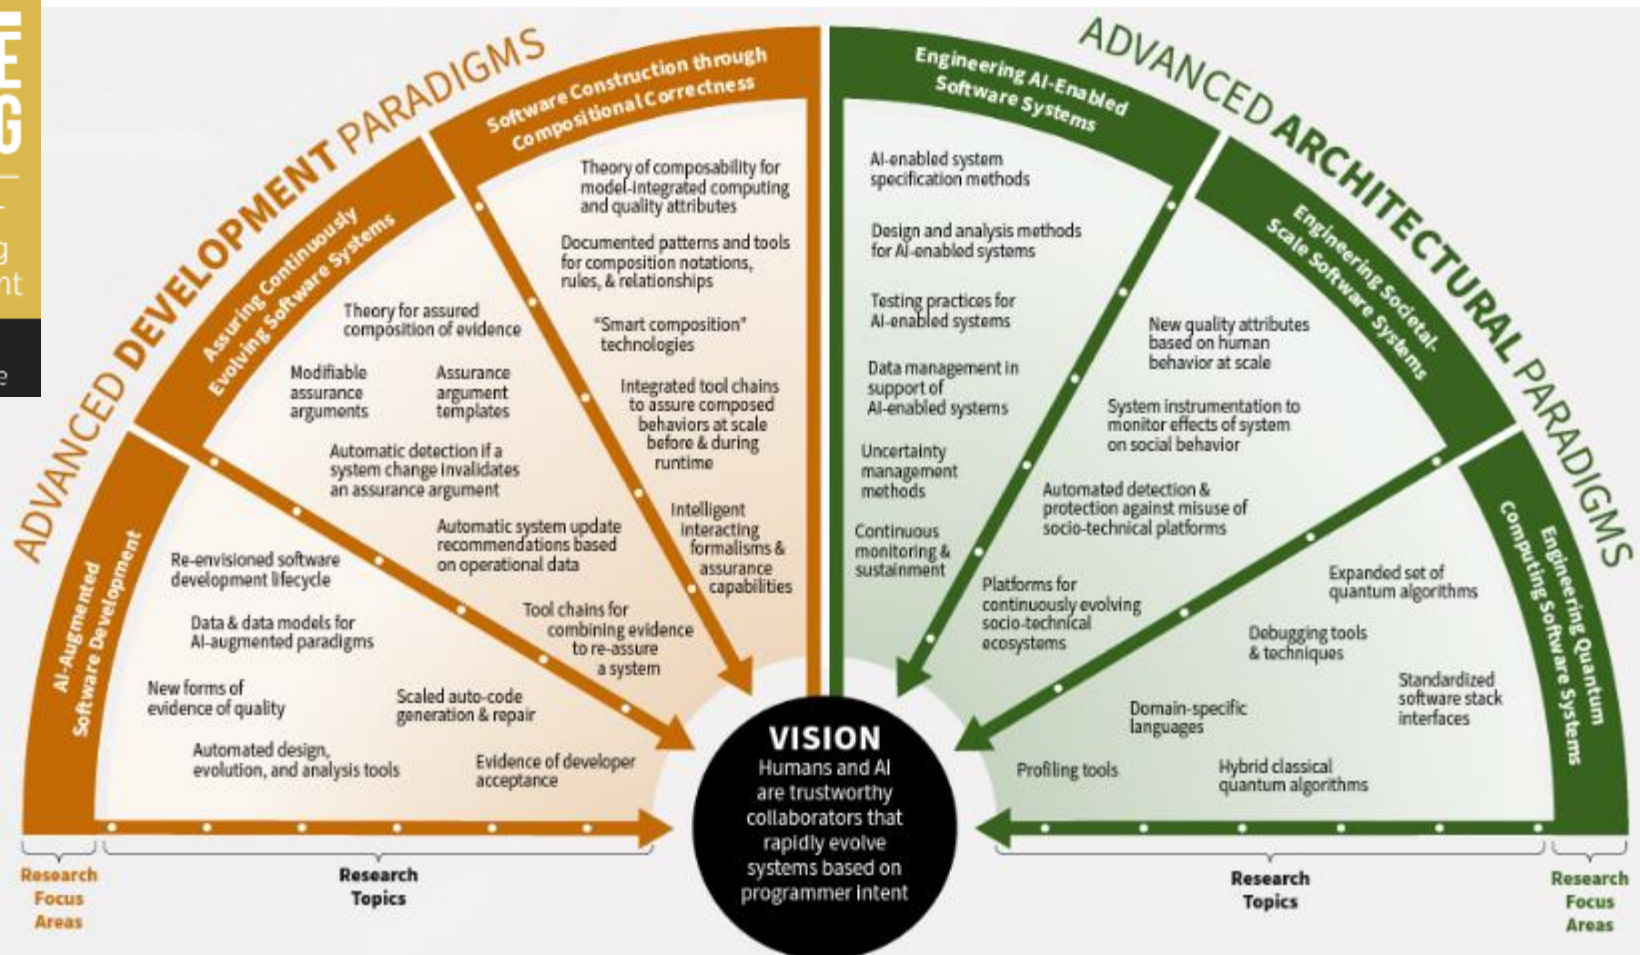 G
g
nt
e
ADVANCED DEVELOPMENT PARADIGMS
AI-Augmented
Software Development
Re-envisioned software
development lifecycle
Data & data models for
AI-augmented paradigms
New forms of
evidence of quality
Scaled auto-code
generation & repair
Automated design,
evolution, and analysis tools
Evidence of developer
acceptance
Assuring Continuously
Evolving Software Systems
Theory for assured
composition of evidence
Modifiable
assurance
arguments
Assurance
argument
templates
Automatic detection if a
system change invalidates
an assurance argument
Automatic system update
recommendations based
on operational data
Tool chains for
combining evidence
to re-assure
a system
Software Construction through
Compositional Correctness
Theory of composability for
model-integrated computing
and quality attributes
Documented patterns and tools
for composition notations,
rules, & relationships
“Smart composition”
technologies
Integrated tool chains
to assure composed
behaviors at scale
before & during
runtime
Intelligent
interacting
formalisms &
assurance
capabilities
ADVANCED ARCHITECTURAL PARADIGMS
Engineering AI-Enabled
Software Systems
AI-enabled system
specification methods
Design and analysis methods
for AI-enabled systems
Testing practices for
AI-enabled systems
Data management in
support of
AI-enabled systems
Uncertainty
management
methods
Continuous
monitoring &
sustainment
Engineering Societal-
Scale Software Systems
New quality attributes
based on human
behavior at scale
System instrumentation to
monitor effects of system
on social behavior
Automated detection &
protection against misuse of
socio-technical platforms
Platforms for
continuously evolving
socio-technical
ecosystems
Engineering Quantum
Computing Software Systems
Expanded set of
quantum algorithms
Debugging tools
& techniques
Standardized
software stack
interfaces
Domain-specific
languages
Profiling tools
Hybrid classical
quantum algorithms
VISION
Humans and AI
are trustworthy
collaborators that
rapidly evolve
systems based on
programmer intent
Research
Focus
Areas
Research
Topics
Research
Topics
Research
Focus
Areas